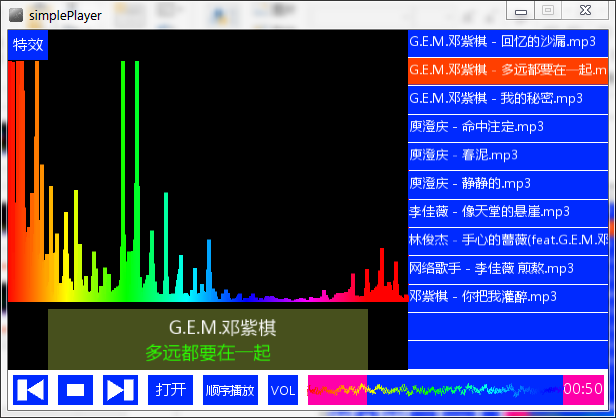 simplePlayer
特效
G.E.M.邓紫棋 - 回忆的沙漏.mp3
G.E.M.邓紫棋 - 多远都要在一起.m
G.E.M.邓紫棋 - 我的秘密.mp3
庾澄庆 - 命中注定.mp3
庾澄庆 - 春泥.mp3
庾澄庆 - 静静的.mp3
李佳薇 - 像天堂的悬崖.mp3
林俊杰 - 手心的蔷薇(feat.G.E.M.邓
网络歌手 - 李佳薇 煎熬.mp3
邓紫棋 - 你把我灌醉.mp3
G.E.M.邓紫棋
多远都要在一起
打开
顺序播放
VOL
00:50